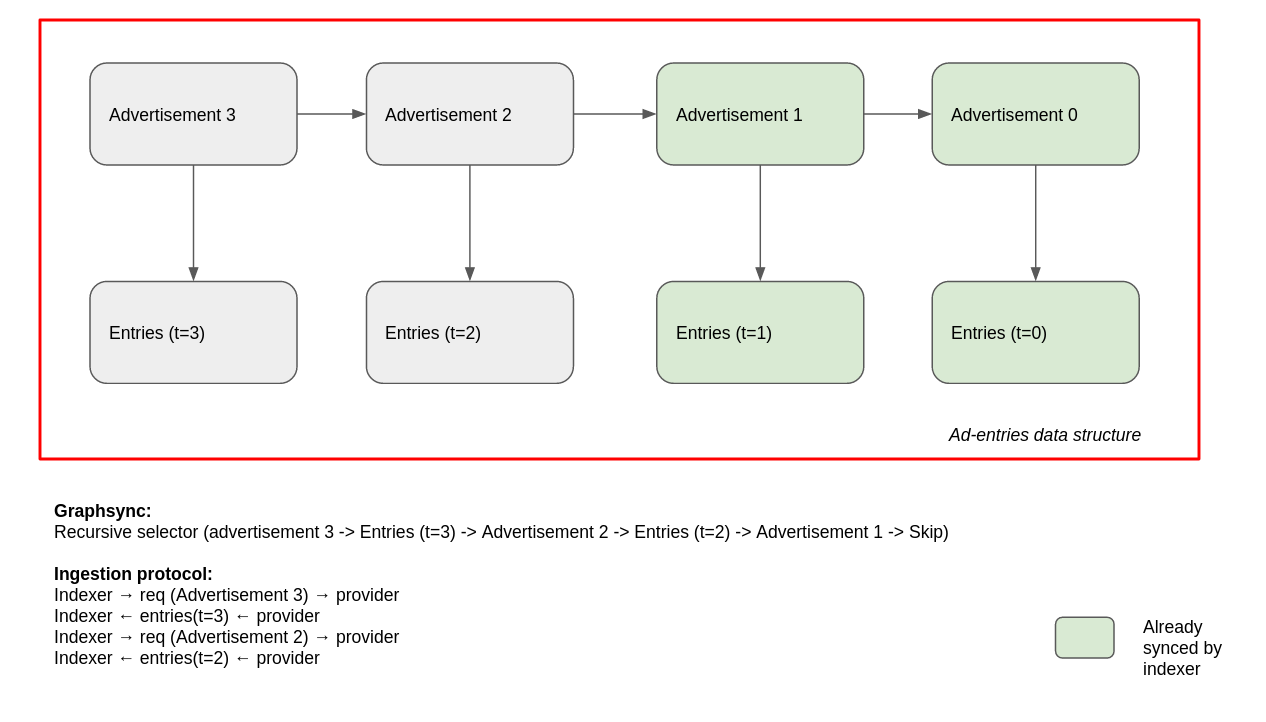 Advertisement 3
Advertisement 2
Advertisement 1
Advertisement 0
Entries (t=3)
Entries (t=2)
Entries (t=1)
Entries (t=0)
Ad-entries data structure
Graphsync:
Recursive selector (advertisement 3 -> Entries (t=3) -> Advertisement 2 -> Entries (t=2) -> Advertisement 1 -> Skip)
Ingestion protocol:
Indexer → req (Advertisement 3) → provider
Indexer ← entries(t=3) ← provider
Indexer → req (Advertisement 2) → provider
Indexer ← entries(t=2) ← provider
Already
synced by
indexer